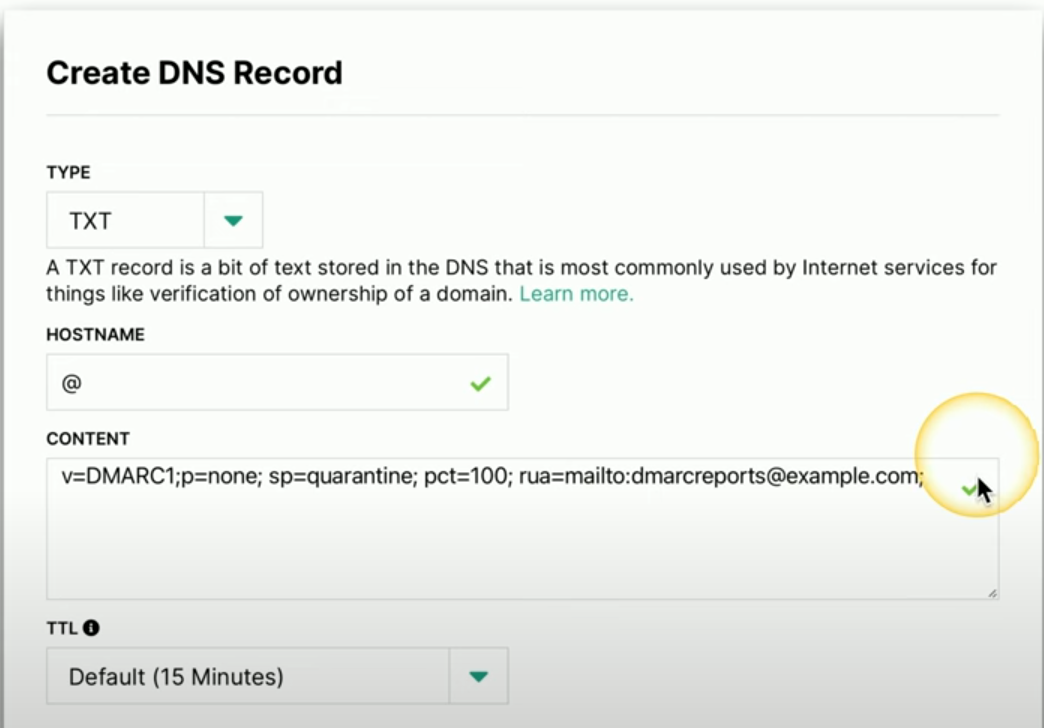 Create DNS Record
TYPE
TXT
A TXT record is a bit of text stored in the DNS that is most commonly used by Internet services for
things like verification of ownership of a domain. Learn more.
HOSTNAME
@
CONTENT
v=DMARC1;p=none; sp=quarantine; pct=100; rua=mailto:dmarcreports@example.com;
TTL
Default (15 Minutes)